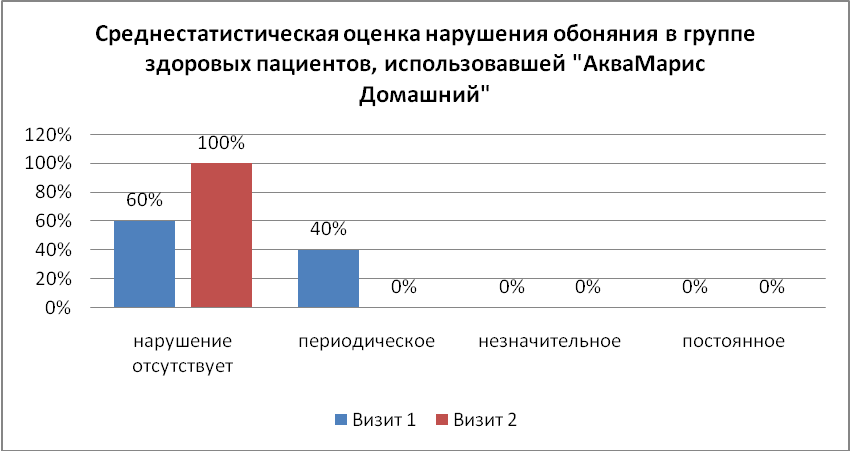 Среднестатистическая оценка нарушения обоняния в группе
здоровых пациентов, использовавшей "АкваМарис
Домашний"
120%
100%
80%
60%
40%
20%
0%
60%
100%
40%
0%
0%
0%
0%
0%
нарушение
отсутствует
периодическое
незначительное
постоянное
Визит 1
Визит 2